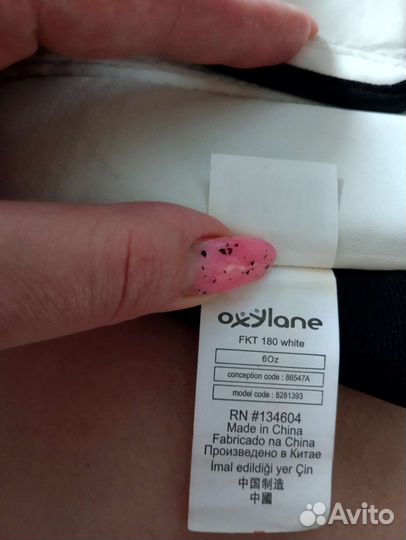 oxylane
FKT 180 white
6Oz
conception code : 86547A
model code : 8281393
RN #134604
Made in China
Fabricado na China
Произведено в Китае
İmal edildiği yer Çin
中国制造
中國
Avito